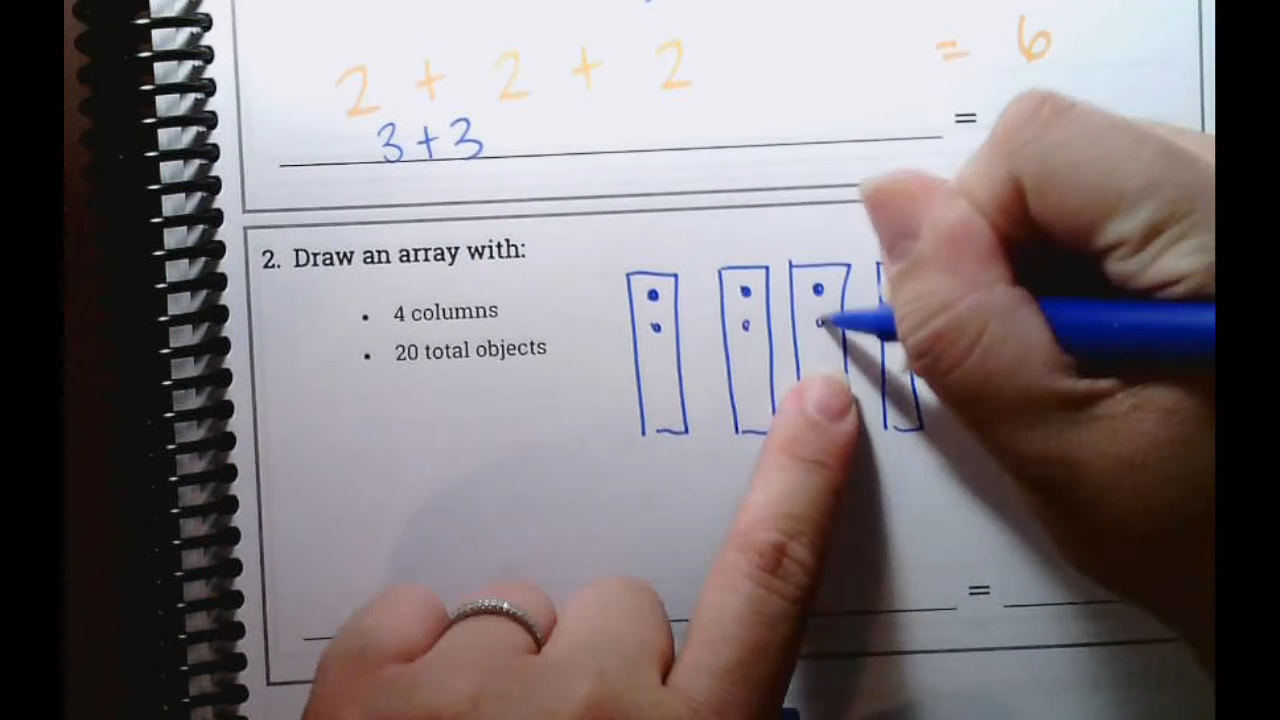 2 + 2 + 2 = 6
3+3 =
2. Draw an array with:
• 4 columns
• 20 total objects
=